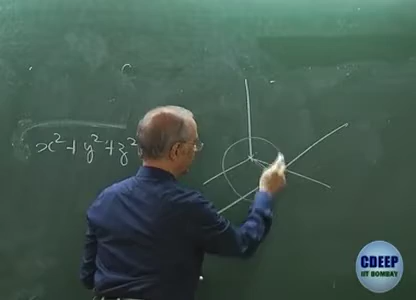 x² + y² + z²
CDEEP
IIT BOMBAY